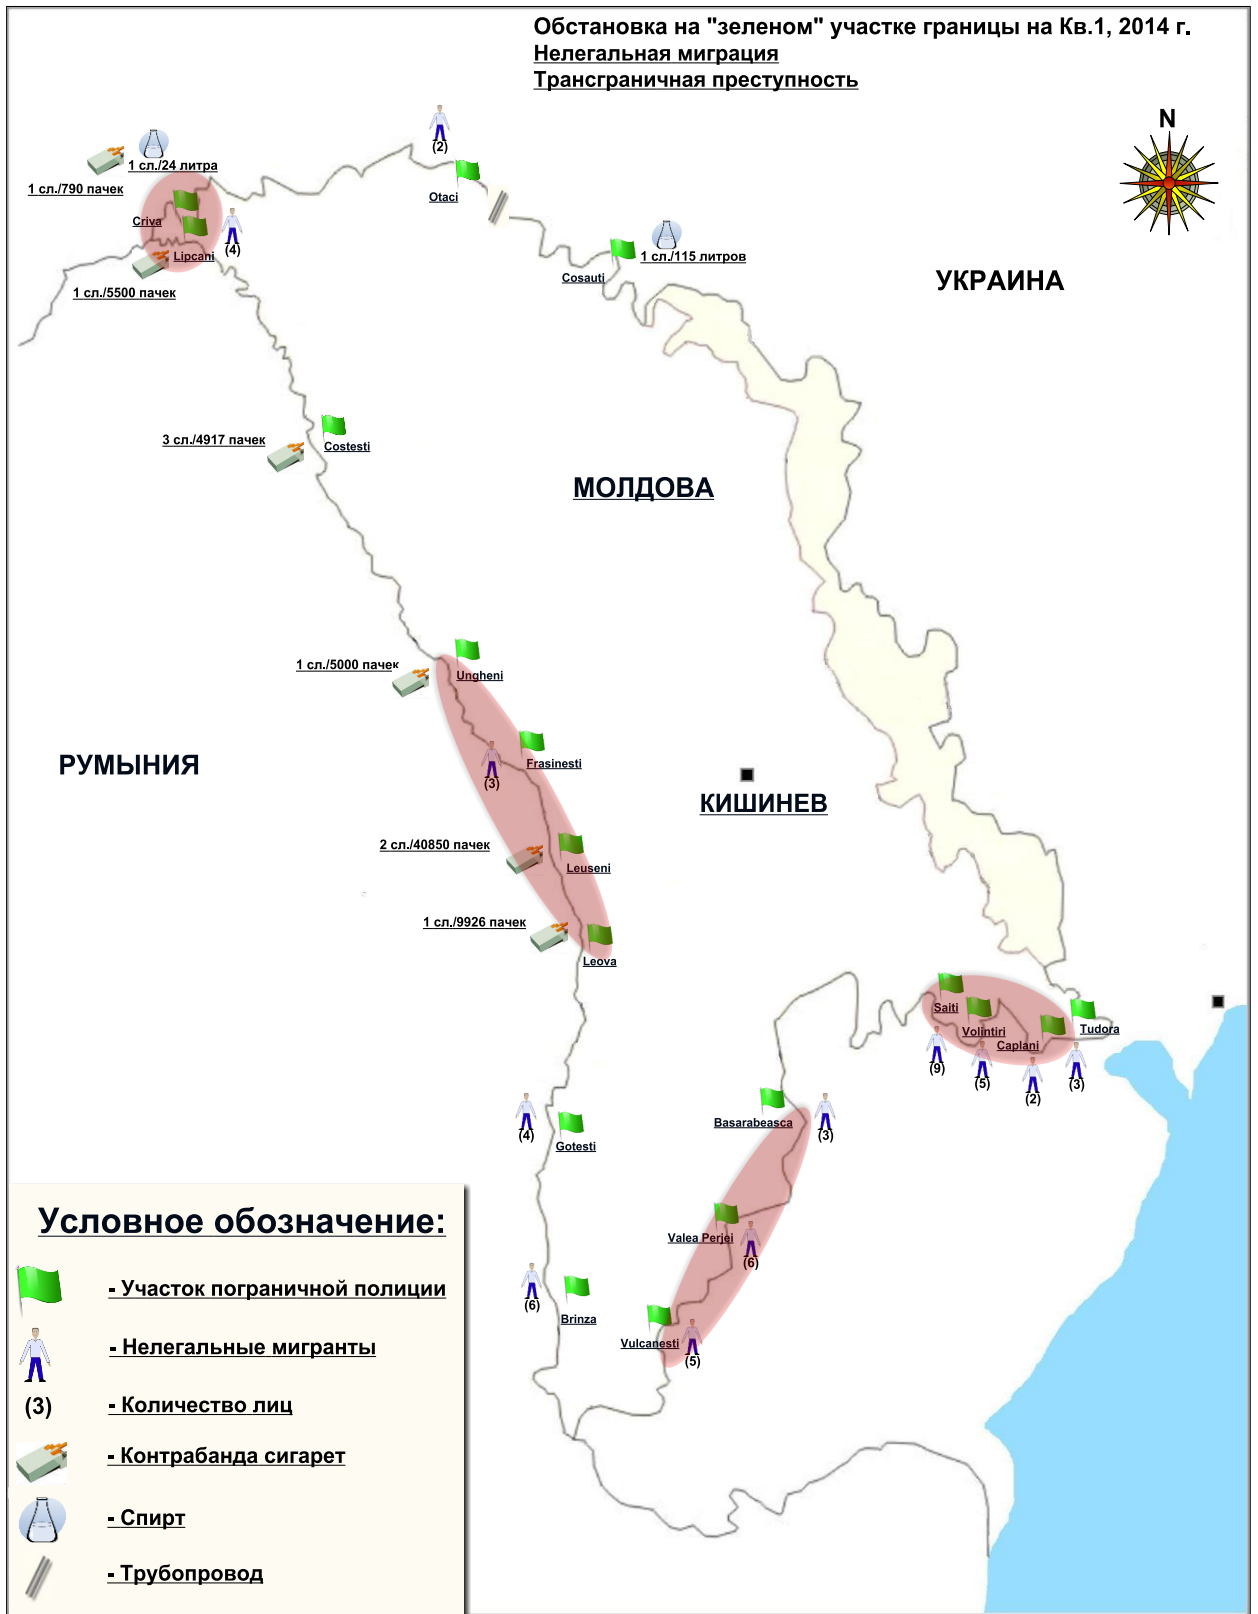 Обстановка на "зеленом" участке границы на Кв.1, 2014 г.
Нелегальная миграция
Трансграничная преступность
N
(2)
1 сл./24 литра
1 сл./790 пачек
Otaci
Criva
(4)
Lipcani
1 сл./5500 пачек
1 сл./115 литров
Cosauti
УКРАИНА
3 сл./4917 пачек
Costesti
МОЛДОВА
1 сл./5000 пачек
Ungheni
РУМЫНИЯ
Frasinesti
(3)
КИШИНЕВ
2 сл./40850 пачек
Leuseni
1 сл./9926 пачек
Leova
Saiti
Volintiri
Caplani
Tudora
(9)
(5)
(2)
(3)
Basarabeasca
(3)
(4)
Gotesti
Valea Perjei
(6)
(6)
Brinza
Vulcanesti
(5)
Условное обозначение:
- Участок пограничной полиции
- Нелегальные мигранты
(3)
- Количество лиц
- Контрабанда сигарет
- Спирт
- Трубопровод